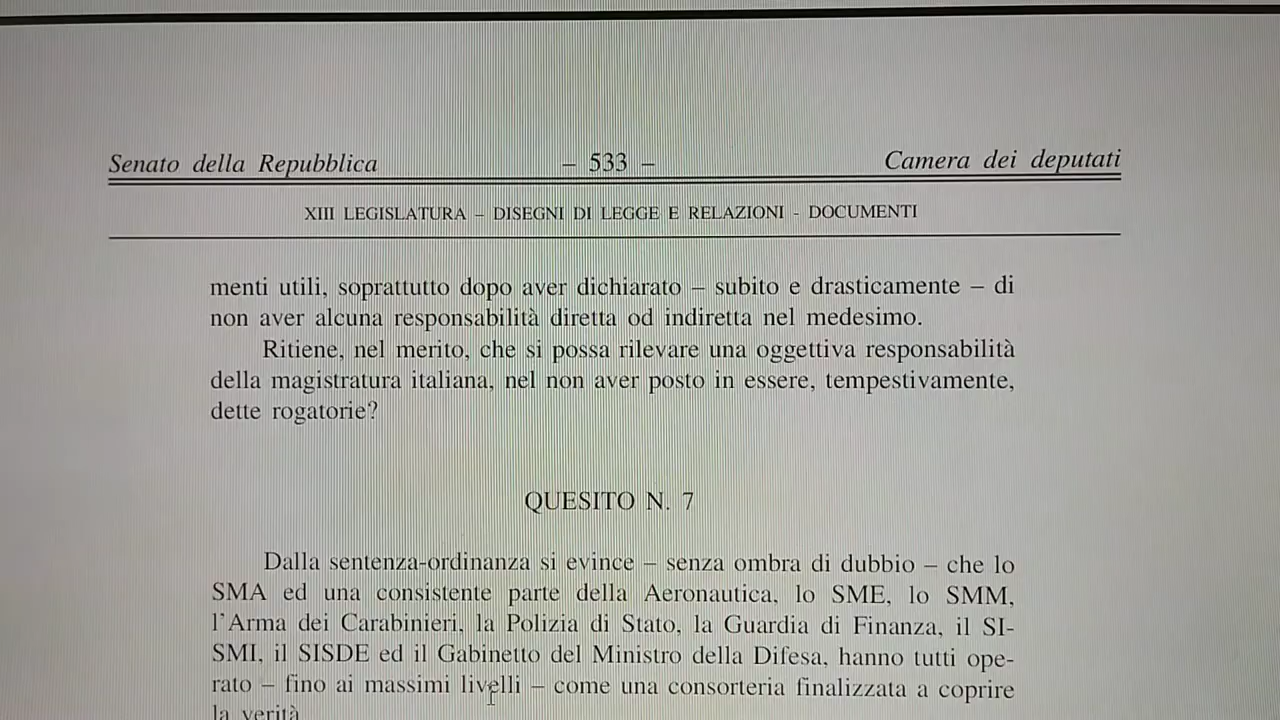 Senato della Repubblica – 533 – Camera dei deputati
XIII LEGISLATURA – DISEGNI DI LEGGE E RELAZIONI - DOCUMENTI
menti utili, soprattutto dopo aver dichiarato – subito e drasticamente – di
non aver alcuna responsabilità diretta od indiretta nel medesimo.
Ritiene, nel merito, che si possa rilevare una oggettiva responsabilità
della magistratura italiana, nel non aver posto in essere, tempestivamente,
dette rogatorie?
QUESITO N. 7
Dalla sentenza-ordinanza si evince – senza ombra di dubbio – che lo
SMA ed una consistente parte della Aeronautica, lo SME, lo SMM,
l'Arma dei Carabinieri, la Polizia di Stato, la Guardia di Finanza, il SI-
SMI, il SISDE ed il Gabinetto del Ministro della Difesa, hanno tutti ope-
rato – fino ai massimi livelli – come una consorteria finalizzata a coprire
la verità